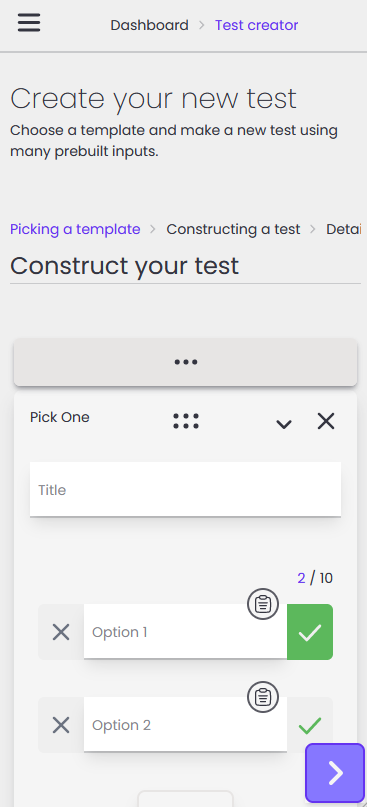 Dashboard > Test creator
Create your new test
Choose a template and make a new test using
many prebuilt inputs.
Picking a template > Constructing a test > Detai
Construct your test
Pick One
Title
2 / 10
Option 1
Option 2